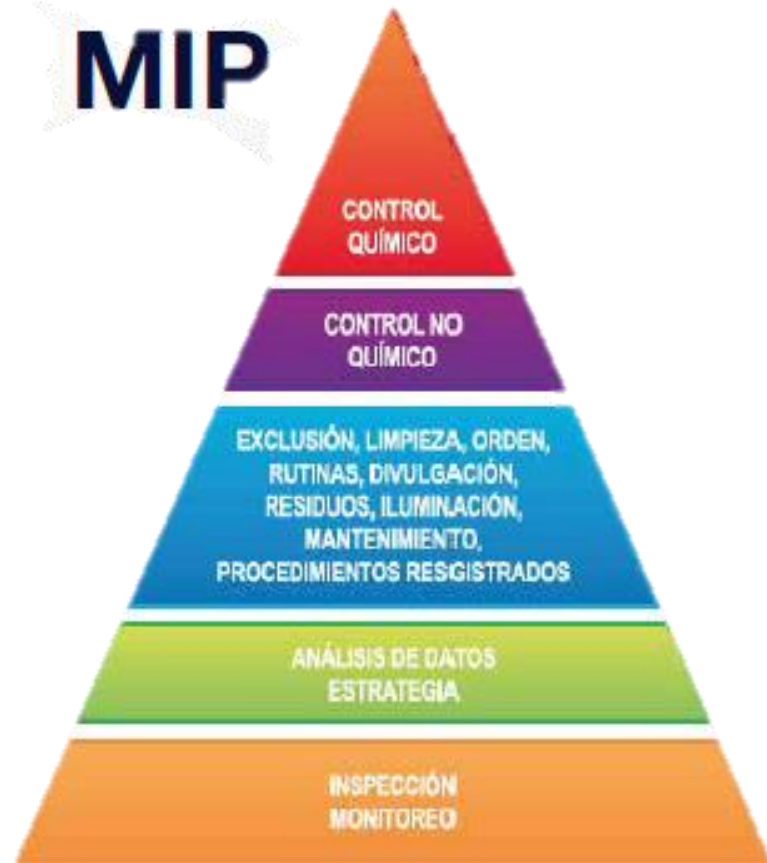 MIP
CONTROL
QUÍMICO
CONTROL NO
QUÍMICO
EXCLUSIÓN, LIMPIEZA, ORDEN,
RUTINAS, DIVULGACIÓN,
RESIDUOS, ILUMINACIÓN,
MANTENIMIENTO,
PROCEDIMIENTOS RESGISTRADOS
ANÁLISIS DE DATOS
ESTRATEGIA
INSPECCIÓN
MONITOREO